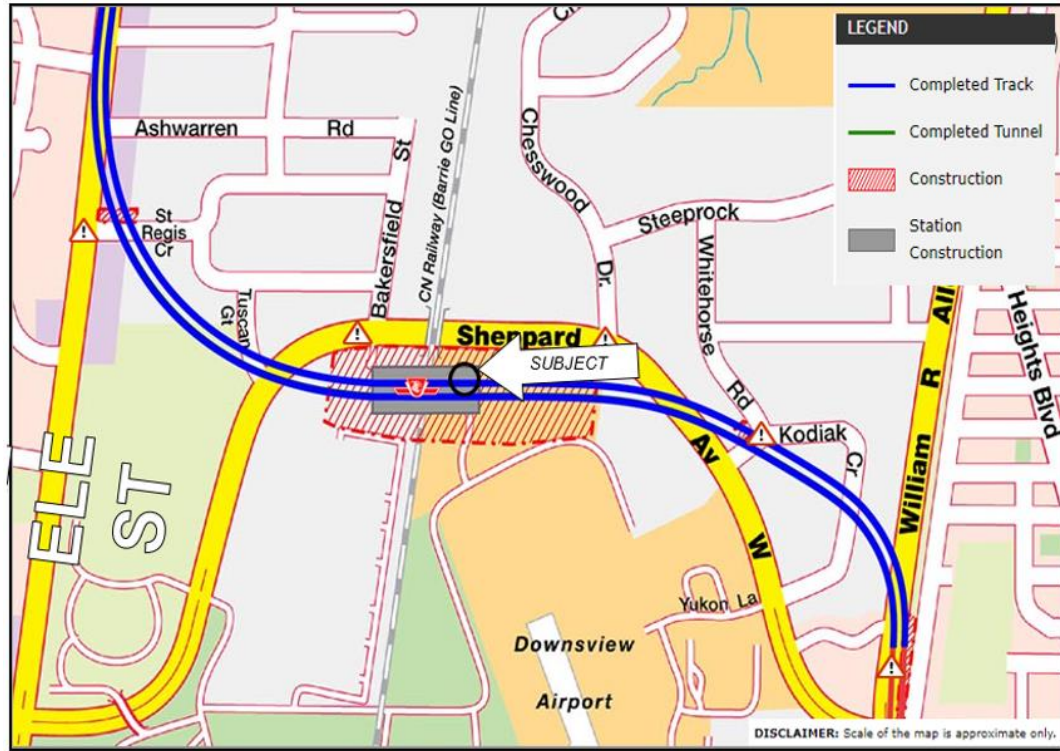 LEGEND
Completed Track
Completed Tunnel
Construction
Station
Construction
Ashwarren Rd
St
Regis
Cr
Bakersfield St
CN Railway (Barrie GO Line)
Chesswood Dr.
Steeprock
Whitehorse Rd
Tuscan
Gt
Sheppard Av W
SUBJECT
Kodiak Cr
William R Alle
Heights Blvd
ELE
ST
Yukon La
Downsview
Airport
DISCLAIMER: Scale of the map is approximate only.